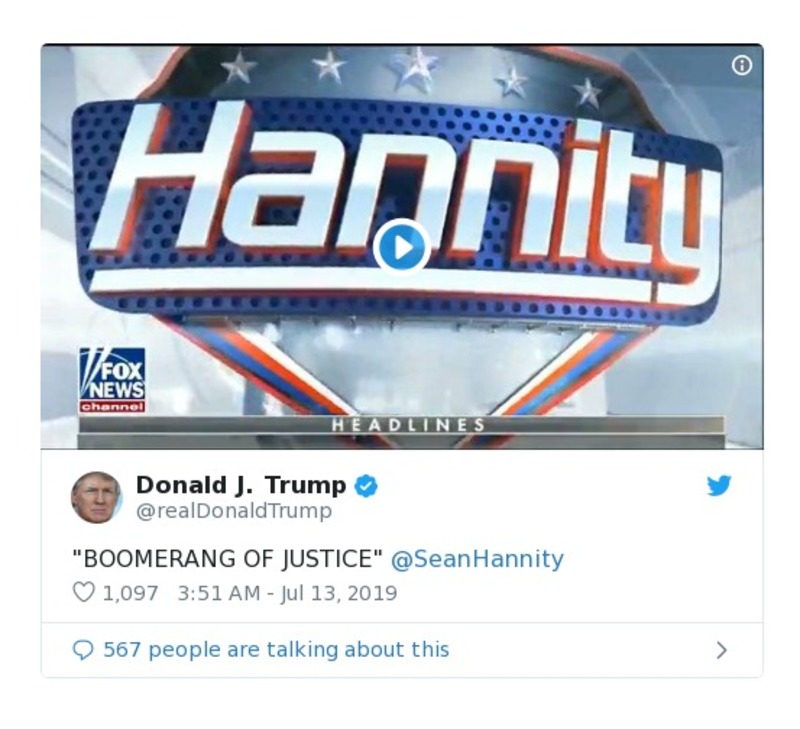 Hannity
FOX
NEWS
channel
HEADLINES
Donald J. Trump
@realDonaldTrump
"BOOMERANG OF JUSTICE" @SeanHannity
1,097 3:51 AM - Jul 13, 2019
567 people are talking about this